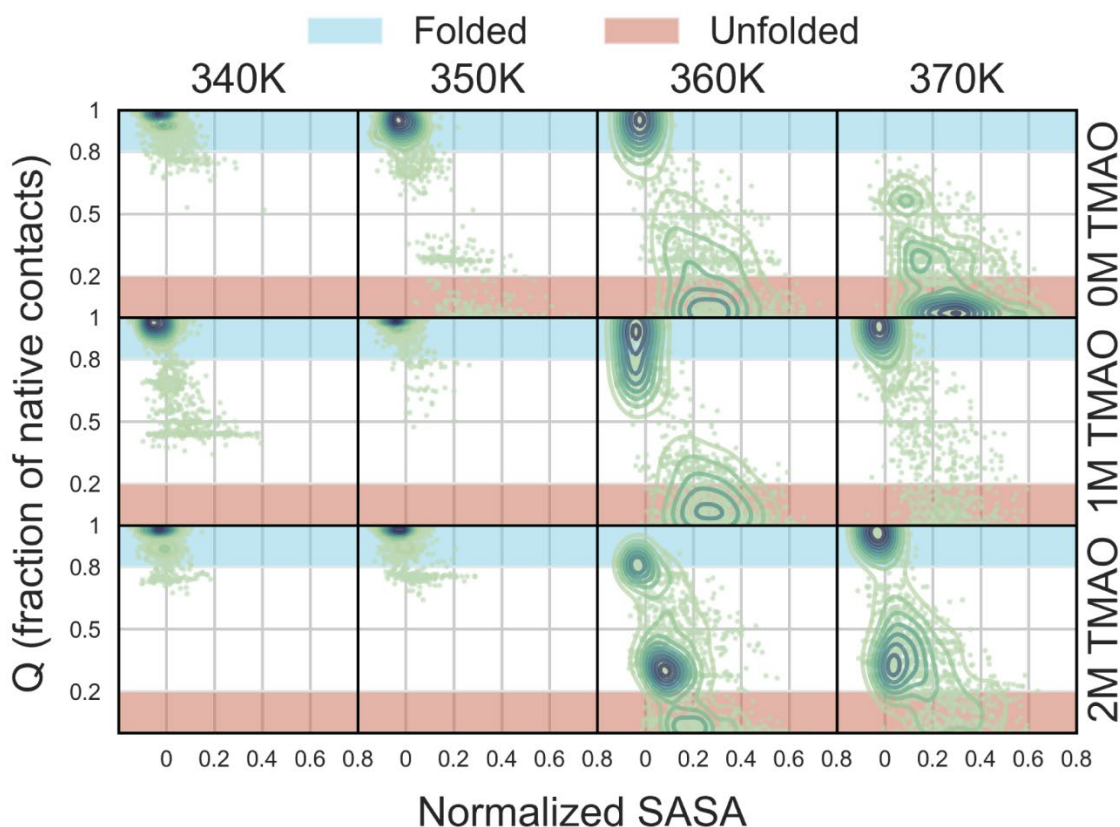 Folded Unfolded
340K 350K 360K 370K
Q (fraction of native contacts)
1
0.8
0.5
0.2
1
0.8
0.5
0.2
1
0.8
0.5
0.2
0M TMAO
1M TMAO
2M TMAO
0 0.2 0.4 0.6 0.8 0 0.2 0.4 0.6 0.8 0 0.2 0.4 0.6 0.8 0 0.2 0.4 0.6 0.8
Normalized SASA